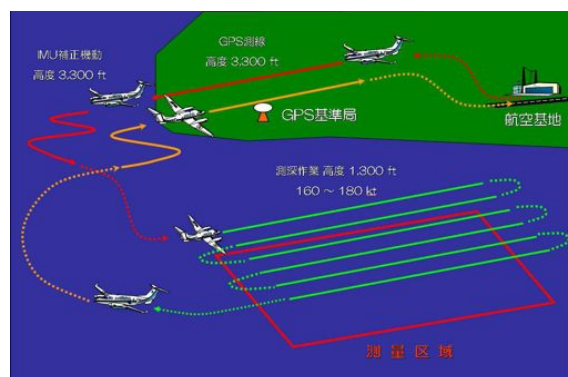 IMU補正機動
高度 3,300 ft
GPS測線
高度 3,300 ft
GPS基準局
航空基地
測深作業 高度 1,300 ft
160 ～ 180 kt
測量区域